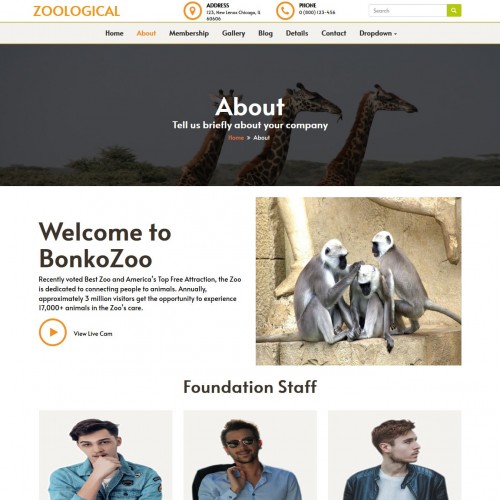 ZOOLOGICAL
ADDRESS
123, New Lenox Chicago, IL
60606
PHONE
0 (800) 123-456
Search
Home About Membership Gallery Blog Details Contact Dropdown
About
Tell us briefly about your company
Home » About
Welcome to
BonkoZoo
Recently voted Best Zoo and America's Top Free Attraction, the Zoo
is dedicated to connecting people to animals. Annually,
approximately 3 million visitors get the opportunity to experience
17,000+ animals in the Zoo's care.
View Live Cam
Foundation Staff